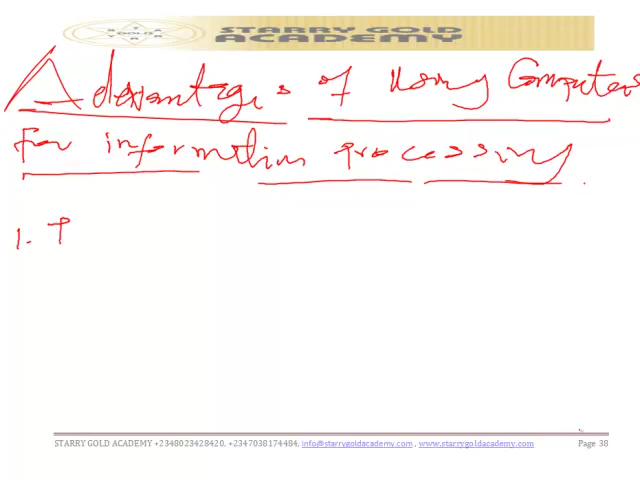 STARRY GOLD
ACADEMY
Advantages of Using Computers
For information processing.
1. T
STARRY GOLD ACADEMY +2348023428420, +2347038174484, info@starrygoldacademy.com , www.starrygoldacademy.com Page 38